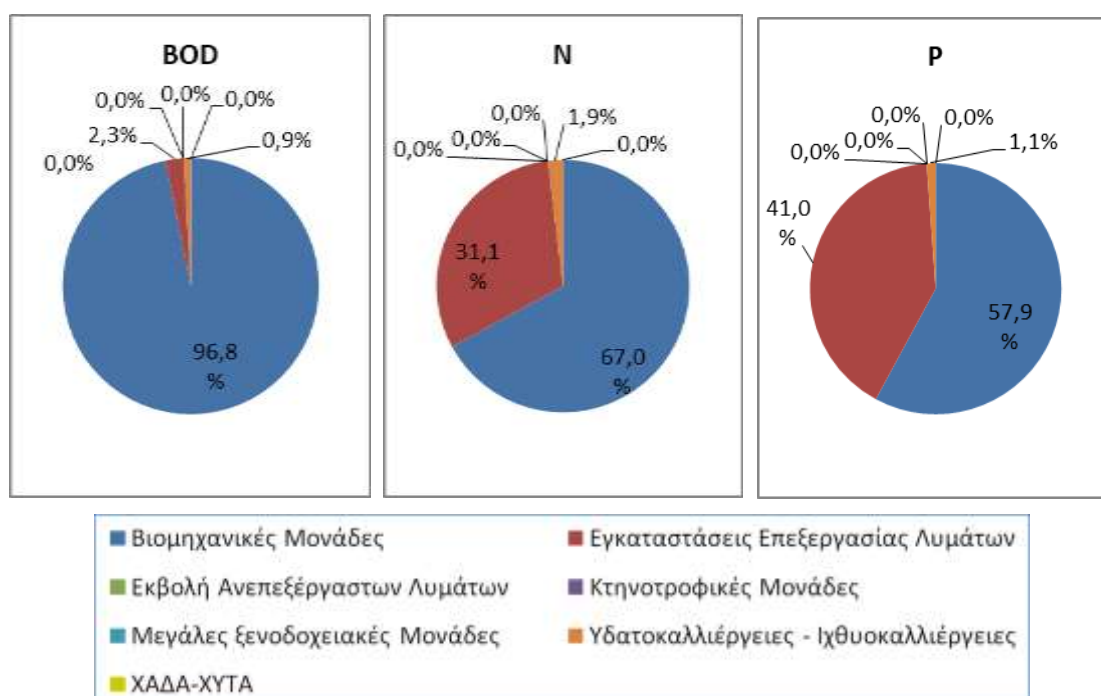 BOD
0,0%
0,0%
0,0%
2,3%
0,9%
0,0%
96,8
%
N
0,0%
1,9%
0,0%
0,0%
0,0%
31,1
%
67,0
%
P
0,0%
0,0%
0,0%
1,1%
0,0%
41,0
%
57,9
%
Βιομηχανικές Μονάδες
Εγκαταστάσεις Επεξεργασίας Λυμάτων
Εκβολή Ανεπεξέργαστων Λυμάτων
Κτηνοτροφικές Μονάδες
Μεγάλες ξενοδοχειακές Μονάδες
Υδατοκαλλιέργειες - Ιχθυοκαλλιέργειες
ΧΑΔΑ-ΧΥΤΑ